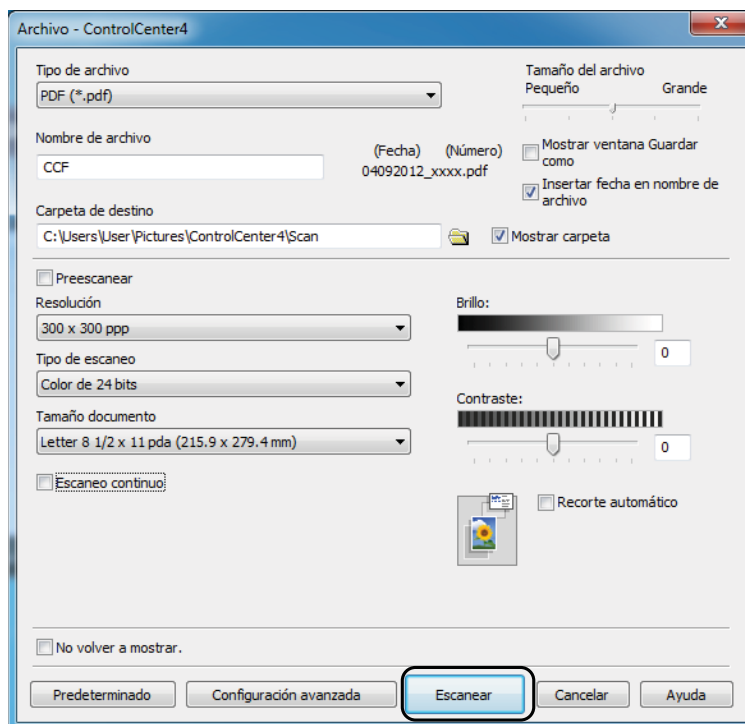 Archivo - ControlCenter4
Tipo de archivo
PDF (*.pdf)
Tamaño del archivo
Pequeño Grande
Nombre de archivo
CCF
(Fecha) (Número)
04092012_xxxx.pdf
Mostrar ventana Guardar
como
Insertar fecha en nombre de
archivo
Carpeta de destino
C:\Users\User\Pictures\ControlCenter4\Scan
Mostrar carpeta
Preescanear
Resolución
300 x 300 ppp
Tipo de escaneo
Color de 24 bits
Tamaño documento
Letter 8 1/2 x 11 pda (215.9 x 279.4 mm)
Escaneo continuo
Brillo:
0
Contraste:
0
Recorte automático
No volver a mostrar.
Predeterminado Configuración avanzada Escanear Cancelar Ayuda